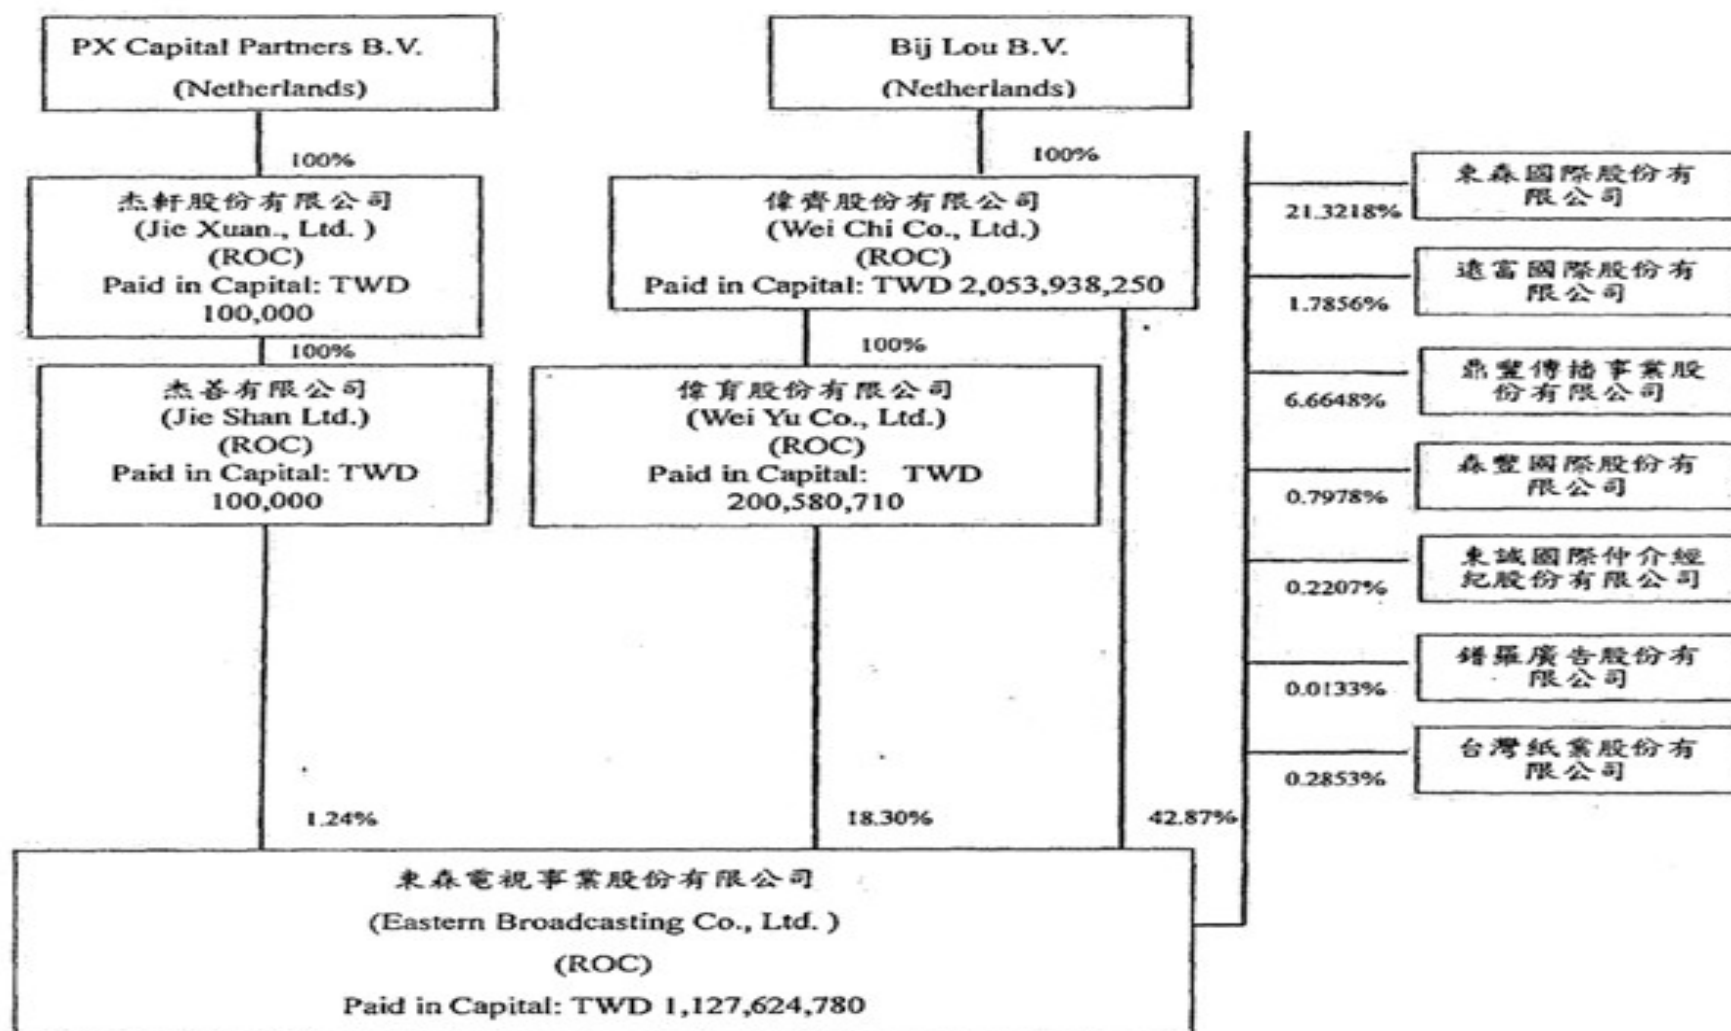 PX Capital Partners B.V.
(Netherlands)
Bij Lou B.V.
(Netherlands)
100%
100%
杰軒股份有限公司
(Jie Xuan., Ltd. )
(ROC)
Paid in Capital: TWD
100,000
偉齊股份有限公司
(Wei Chi Co., Ltd.)
(ROC)
Paid in Capital: TWD 2,053,938,250
100%
100%
杰善有限公司
(Jie Shan Ltd.)
(ROC)
Paid in Capital: TWD
100,000
偉育股份有限公司
(Wei Yu Co., Ltd.)
(ROC)
Paid in Capital: TWD
200,580,710
東森國際股份有
限公司
21.3218%
遠富國際股份有
限公司
1.7856%
鼎豐傳播事業股
份有限公司
6.6648%
森豐國際股份有
限公司
0.7978%
東誠國際仲介經
紀股份有限公司
0.2207%
鐠羅廣告股份有
限公司
0.0133%
台灣紙業股份有
限公司
0.2853%
1.24%
18.30%
42.87%
東森電視事業股份有限公司
(Eastern Broadcasting Co., Ltd. )
(ROC)
Paid in Capital: TWD 1,127,624,780